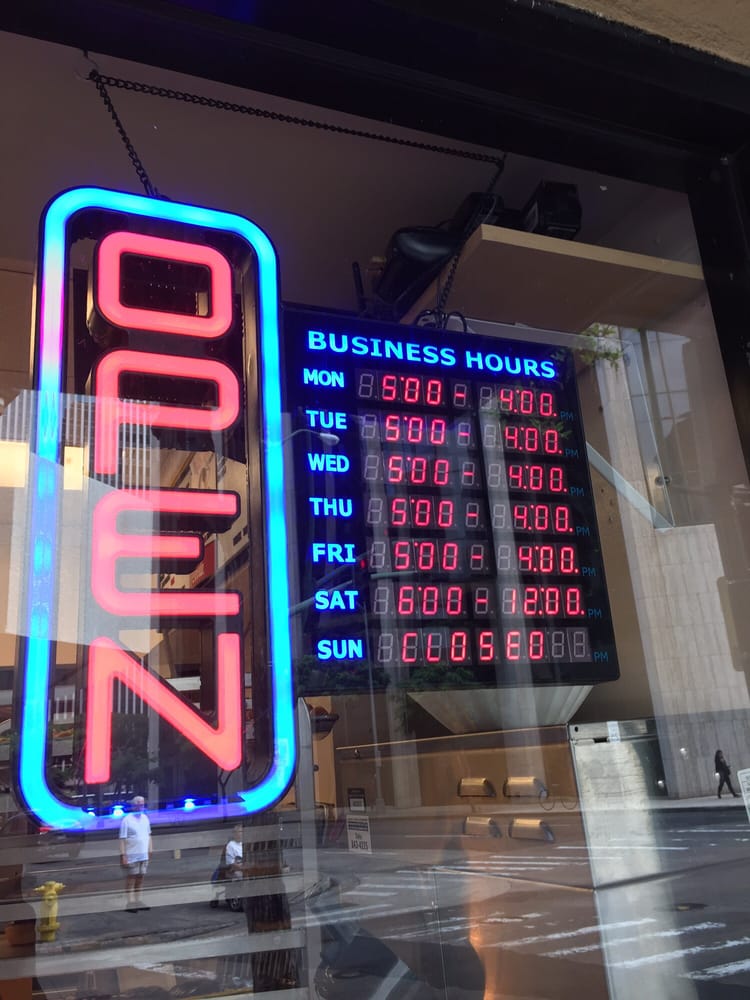 OPEN
BUSINESS HOURS
MON 5:00 - 4:00. PM
TUE 5:00 - 4:00. PM
WED 5:00 - 4:00. PM
THU 5:00 - 4:00. PM
FRI 5:00 - 4:00. PM
SAT 6:00 - 12:00. PM
SUN CLOSED PM